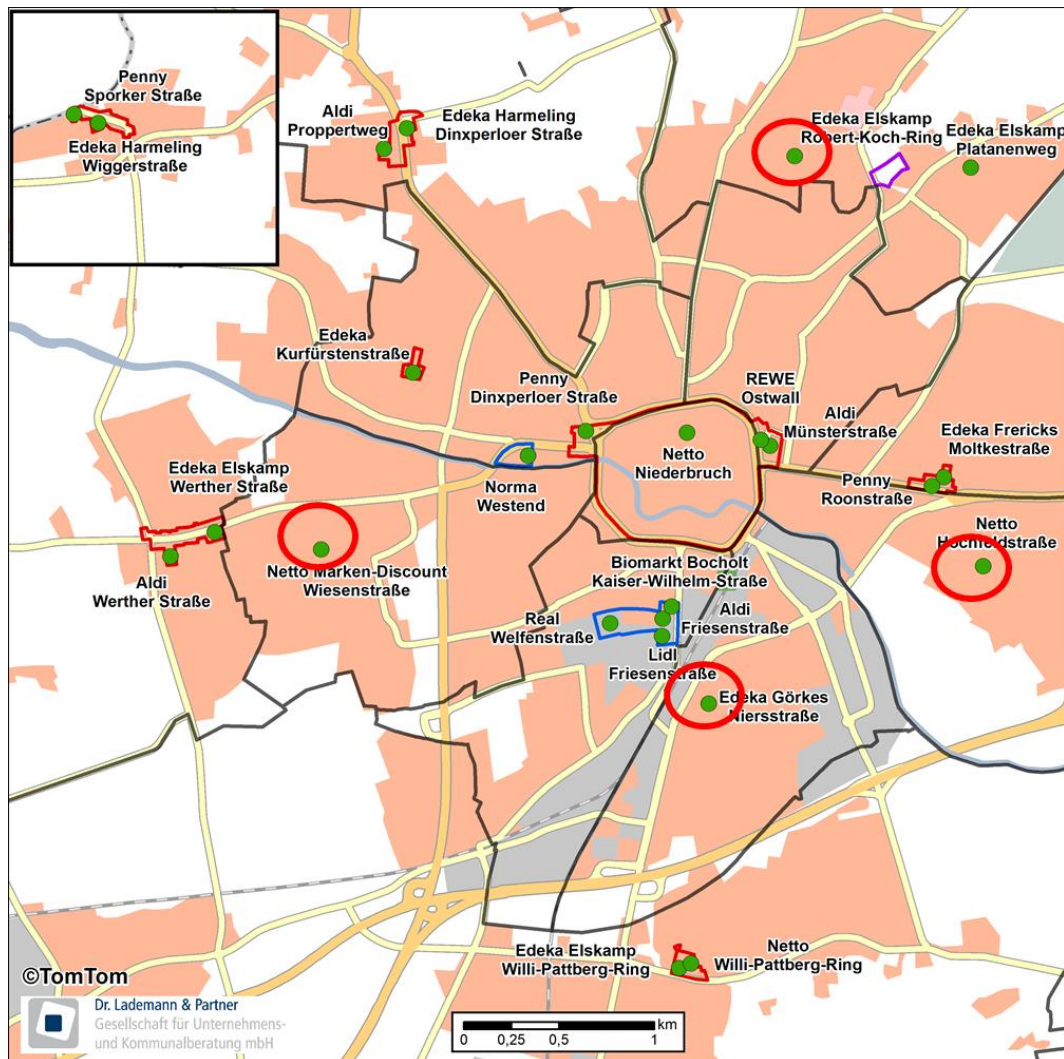 Penny
Sporker Straße
Edeka Harmeling
Wiggerstraße
Aldi
Proppertweg
Edeka Harmeling
Dinxperloer Straße
Edeka Elskamp
Robert-Koch-Ring
Edeka Elskamp
Platanenweg
Edeka
Kurfürstenstraße
Penny
Dinxperloer Straße
REWE
Ostwall
Aldi
Münsterstraße
Edeka Frericks
Moltkestraße
Netto
Niederbruch
Edeka Elskamp
Werther Straße
Norma
Westend
Penny
Roonstraße
Netto
Hochfeldstraße
Aldi
Werther Straße
Netto Marken-Discount
Wiesenstraße
Biomarkt Bocholt
Kaiser-Wilhelm-Straße
Real
Welfenstraße
Aldi
Friesenstraße
Lidl
Friesenstraße
Edeka Görkes
Niersstraße
Edeka Elskamp
Willi-Pattberg-Ring
Netto
Willi-Pattberg-Ring
©TomTom
Dr. Lademann & Partner
Gesellschaft für Unternehmens-
und Kommunalberatung mbH
km
0 0,25 0,5 1